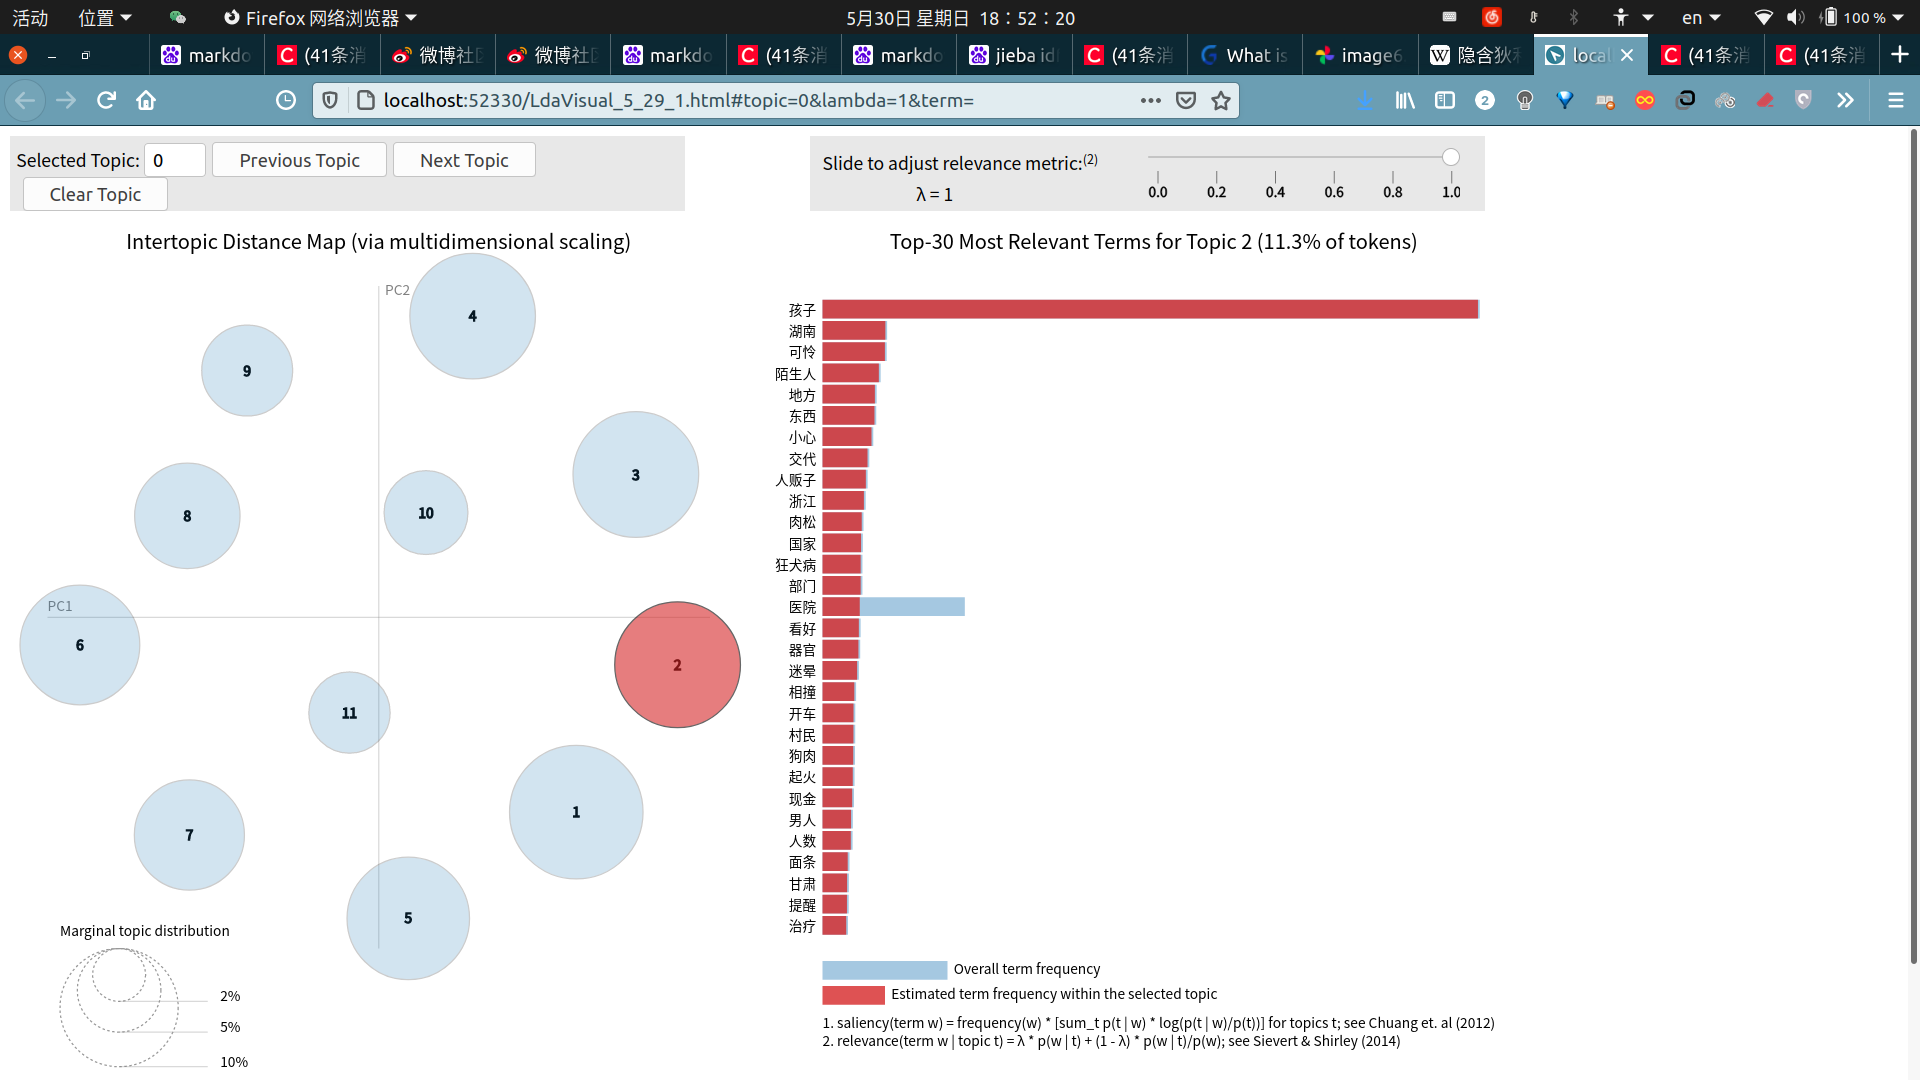 活动 位置 Firefox 网络浏览器 5月30日 星期日 18：52：20 en 100 %
markdo (41条消 微博社区 微博社区 markdo (41条消 markdo jieba id (41条消 What is image6 隐含狄利 local (41条消 (41条消
localhost:52330/LdaVisual_5_29_1.html#topic=0&lambda=1&term=
Selected Topic: 0 Previous Topic Next Topic
Clear Topic
Slide to adjust relevance metric:(2)
λ = 1
0.0 0.2 0.4 0.6 0.8 1.0
Intertopic Distance Map (via multidimensional scaling)
PC2
4
9
3
8
10
PC1
6
2
11
1
7
5
Marginal topic distribution
2%
5%
10%
Top-30 Most Relevant Terms for Topic 2 (11.3% of tokens)
孩子
湖南
可怜
陌生人
地方
东西
小心
交代
人贩子
浙江
肉松
国家
狂犬病
部门
医院
看好
器官
迷晕
相撞
开车
村民
狗肉
起火
现金
男人
人数
面条
甘肃
提醒
治疗
Overall term frequency
Estimated term frequency within the selected topic
1. saliency(term w) = frequency(w) * [sum_t p(t | w) * log(p(t | w)/p(t))] for topics t; see Chuang et. al (2012)
2. relevance(term w | topic t) = λ * p(w | t) + (1 - λ) * p(w | t)/p(w); see Sievert & Shirley (2014)